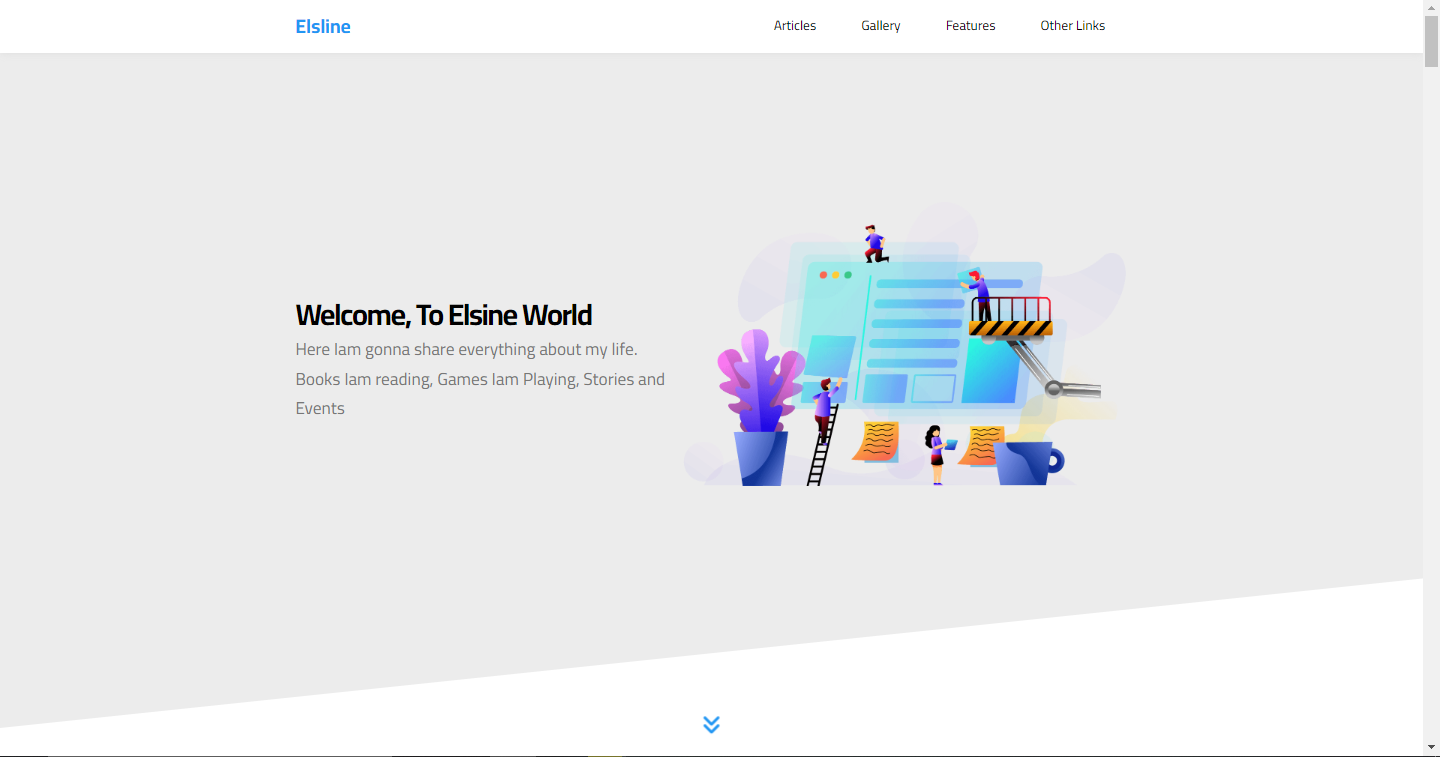 Elsline
Articles
Gallery
Features
Other Links
Welcome, To Elsine World
Here Iam gonna share everything about my life.
Books Iam reading, Games Iam Playing, Stories and
Events